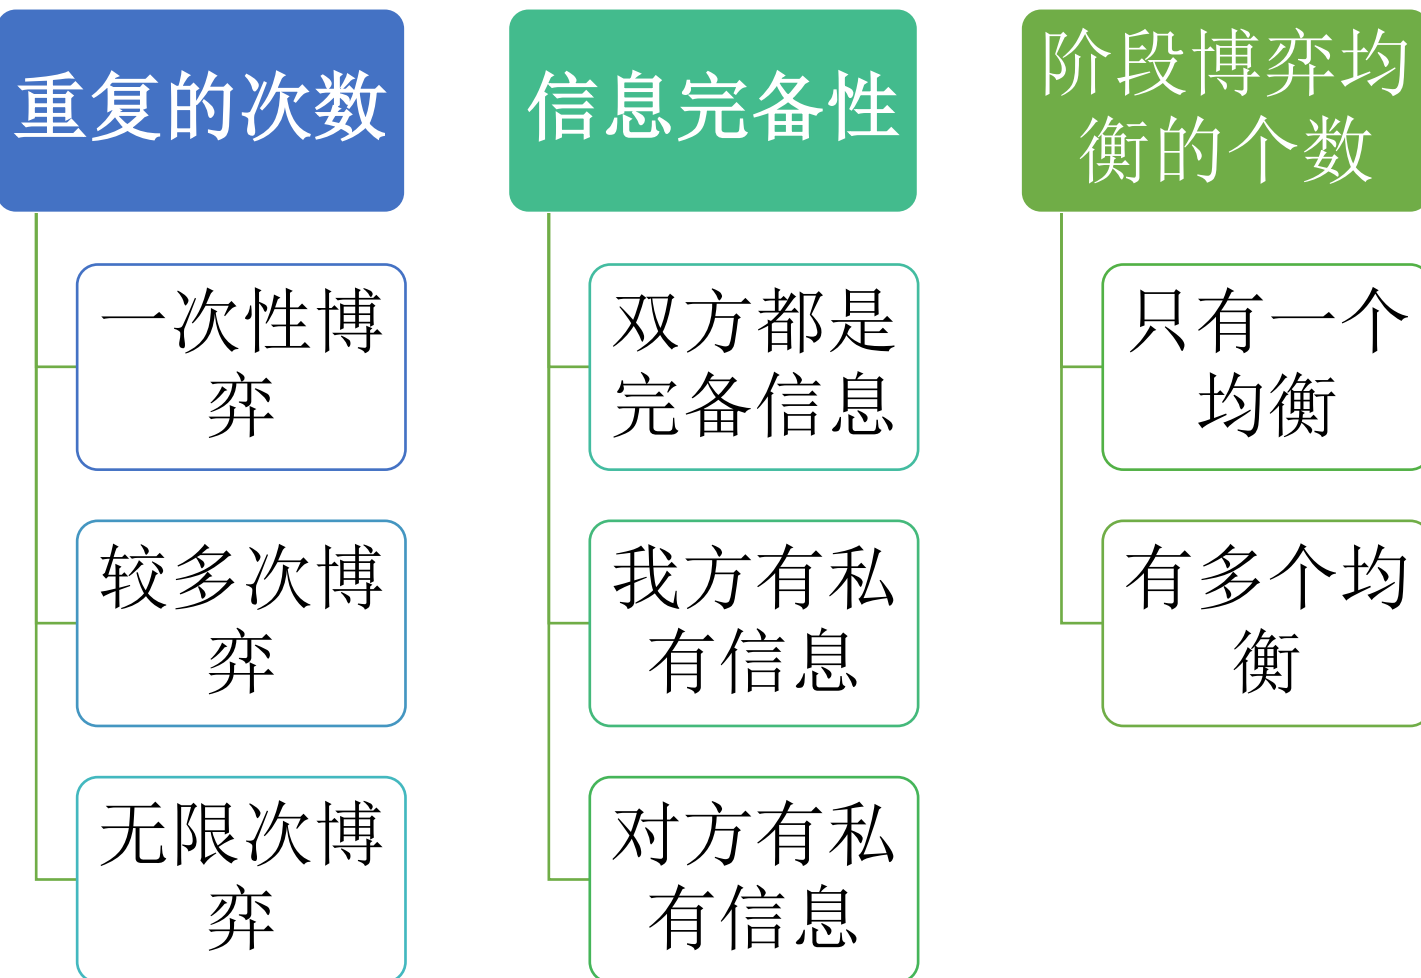 重复的次数
一次性博
弈
较多次博
弈
无限次博
弈
信息完备性
双方都是
完备信息
我方有私
有信息
对方有私
有信息
阶段博弈均
衡的个数
只有一个
均衡
有多个均
衡